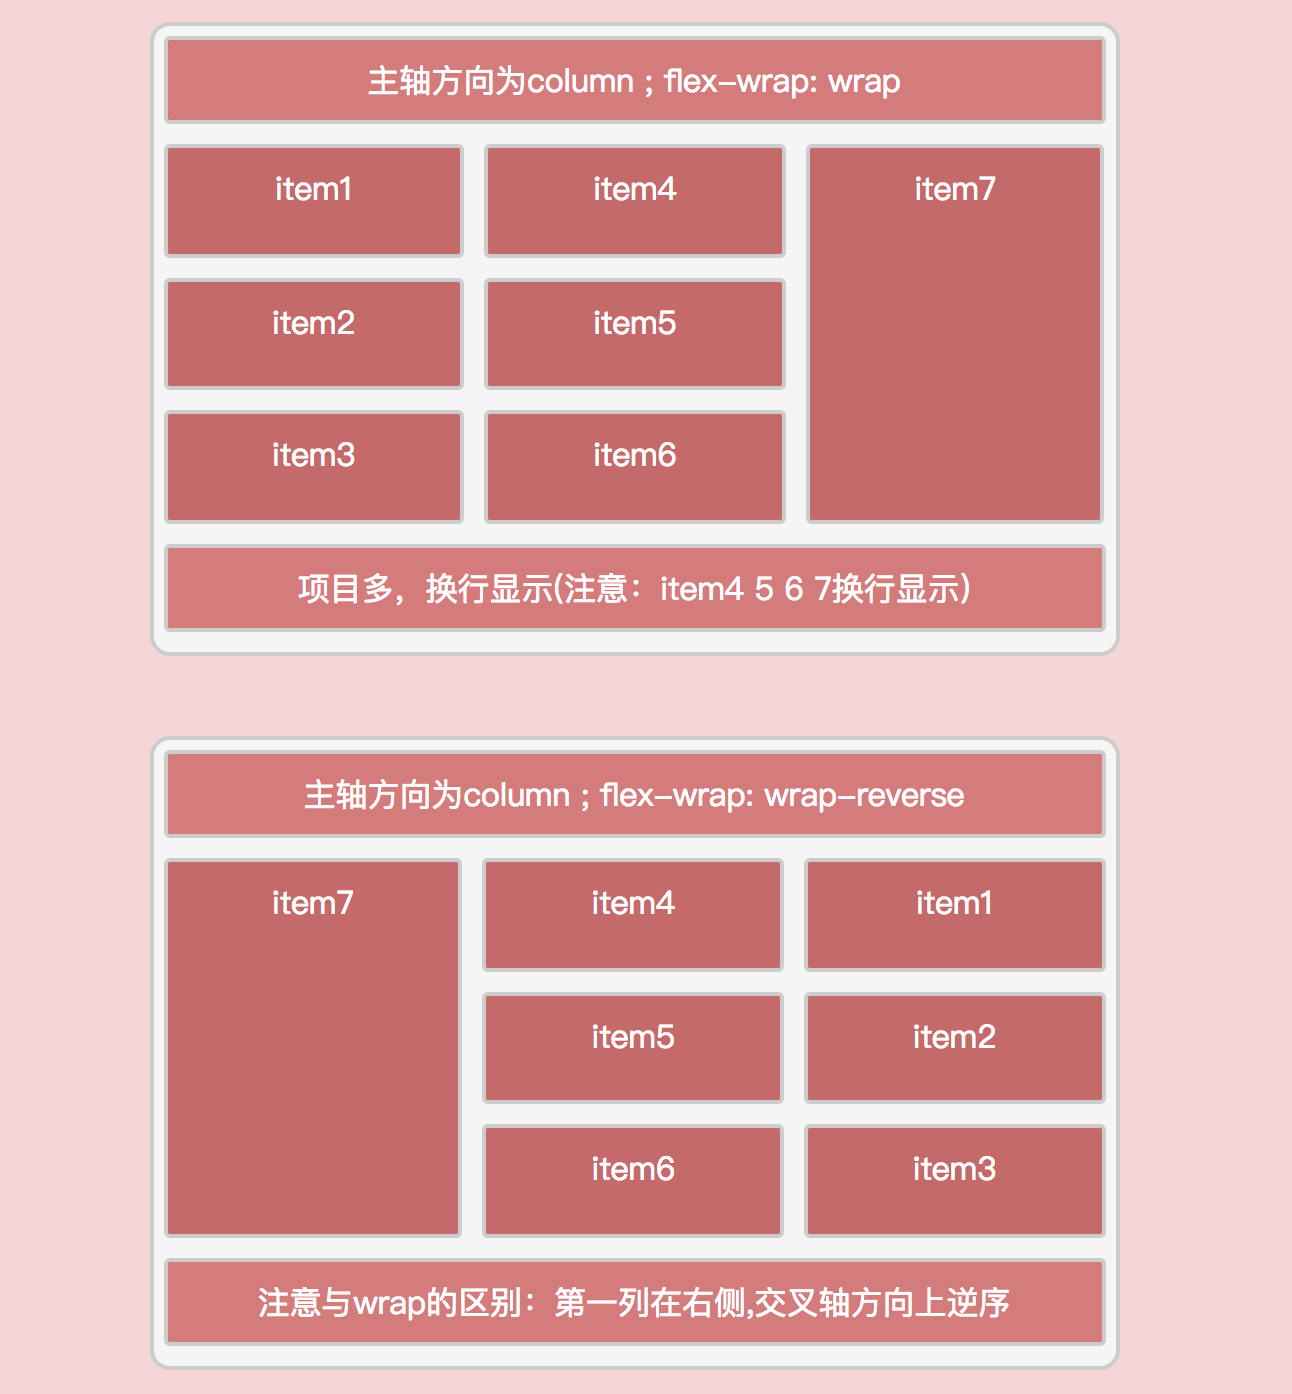 主轴方向为column ; flex-wrap: wrap
item1
item4
item7
item2
item5
item3
item6
项目多，换行显示(注意：item4 5 6 7换行显示)
主轴方向为column ; flex-wrap: wrap-reverse
item7
item4
item1
item5
item2
item6
item3
注意与wrap的区别：第一列在右侧,交叉轴方向上逆序